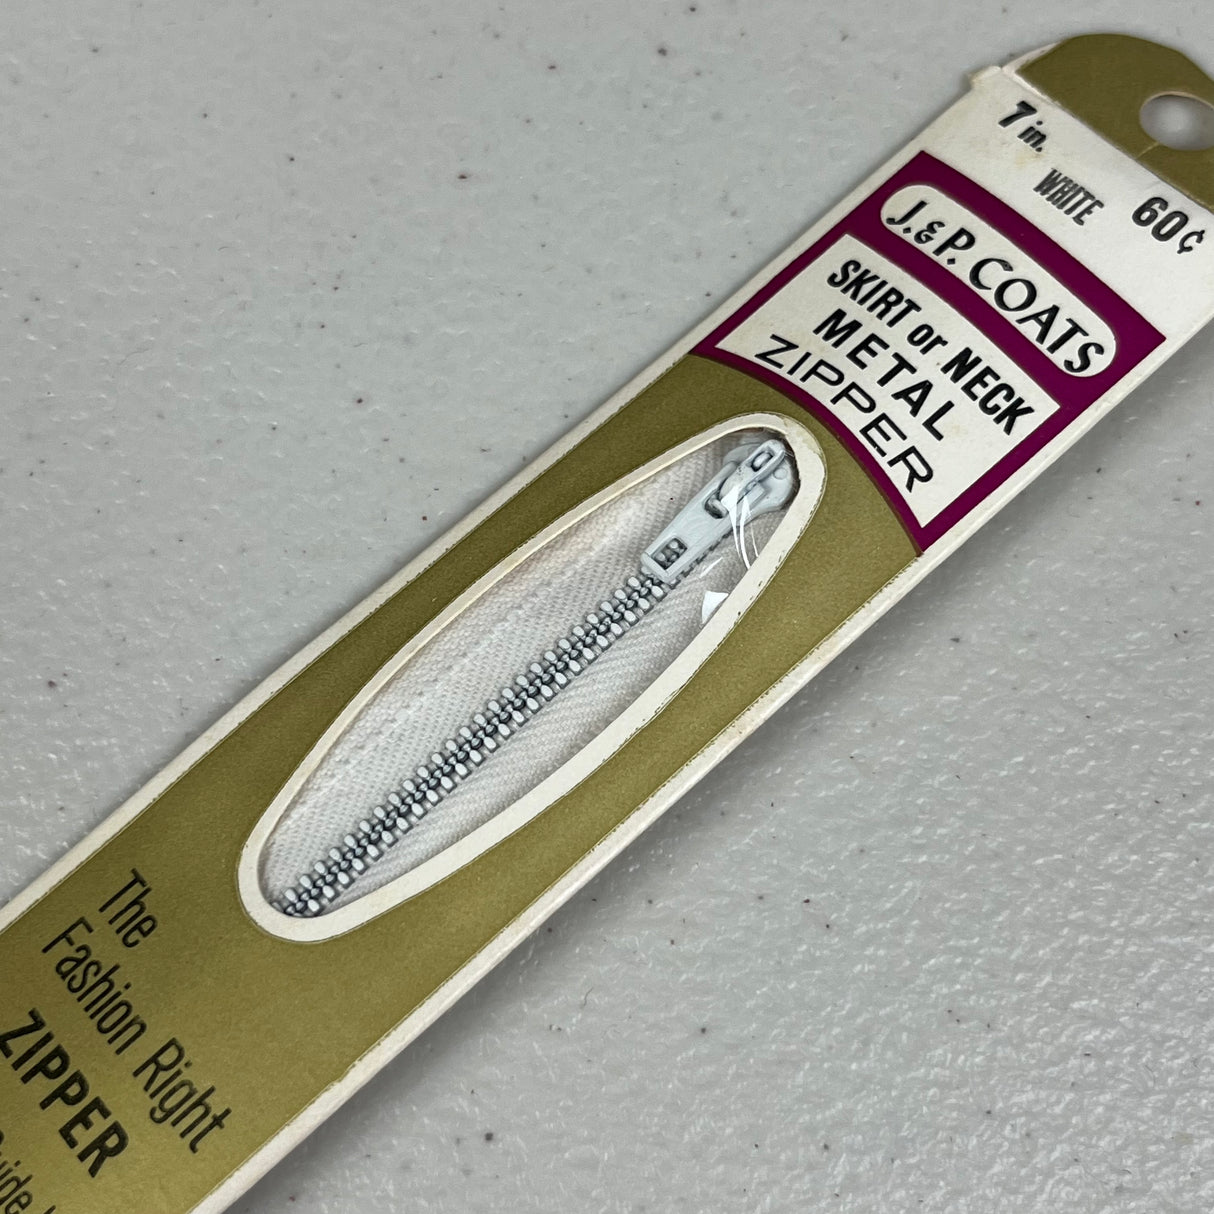 7 in.
WHITE
60¢
J. & P. COATS
SKIRT or NECK
METAL
ZIPPER
The
Fashion Right
ZIPPER